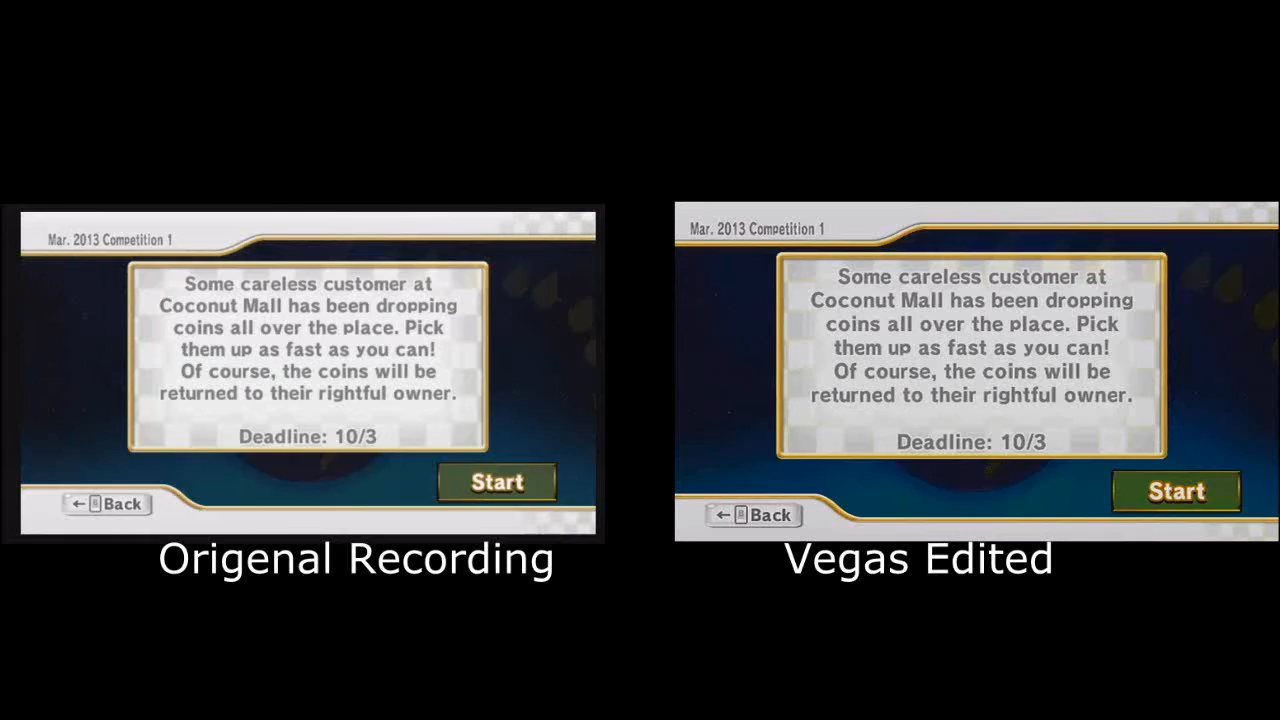 Mar. 2013 Competition 1
Some careless customer at
Coconut Mall has been dropping
coins all over the place. Pick
them up as fast as you can!
Of course, the coins will be
returned to their rightful owner.
Deadline: 10/3
Start
← Back
Origenal Recording
Mar. 2013 Competition 1
Some careless customer at
Coconut Mall has been dropping
coins all over the place. Pick
them up as fast as you can!
Of course, the coins will be
returned to their rightful owner.
Deadline: 10/3
Start
← Back
Vegas Edited